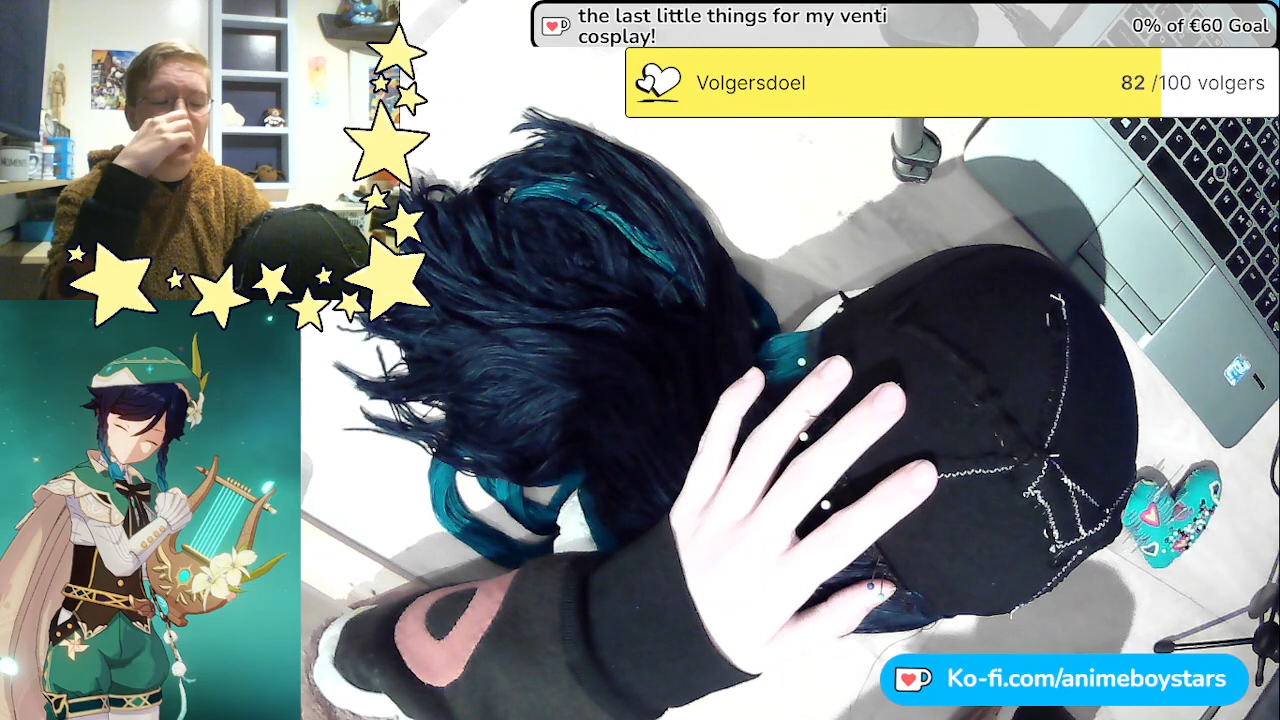 the last little things for my venti
cosplay!
0% of €60 Goal
Volgersdoel
82 /100 volgers
Ko-fi.com/animeboystars